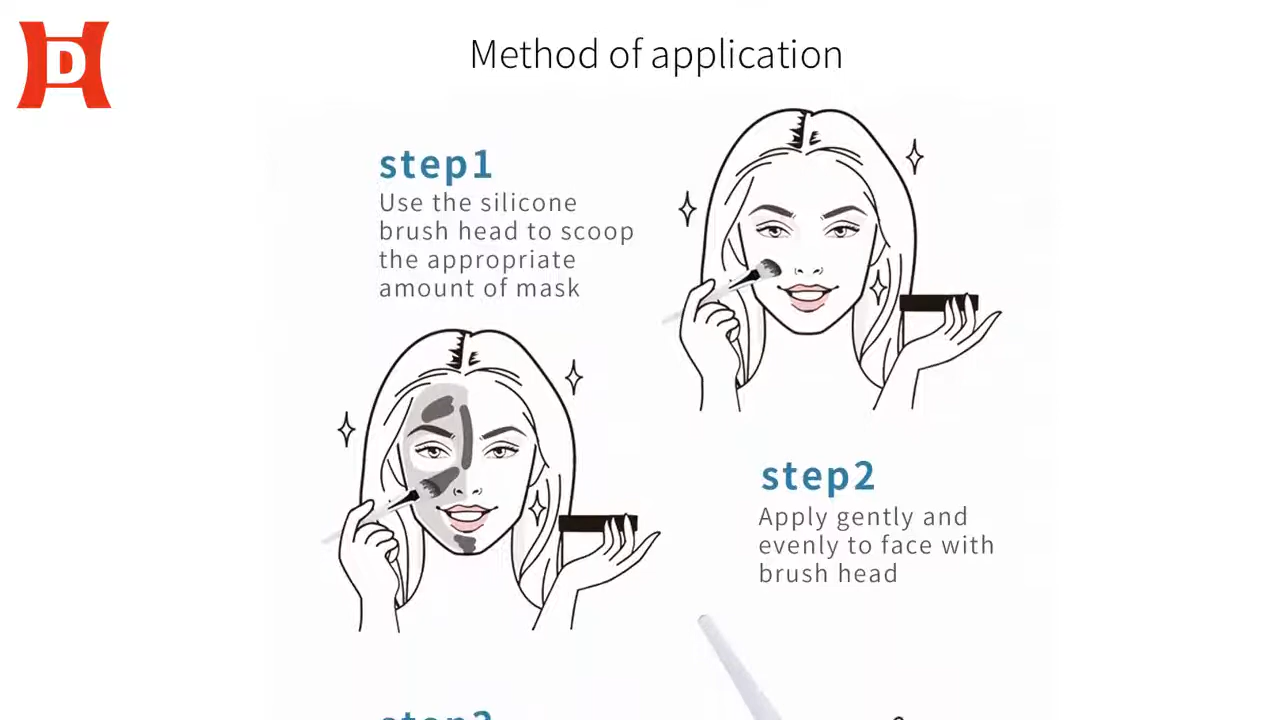 D
Method of application
step1
Use the silicone
brush head to scoop
the appropriate
amount of mask
step2
Apply gently and
evenly to face with
brush head